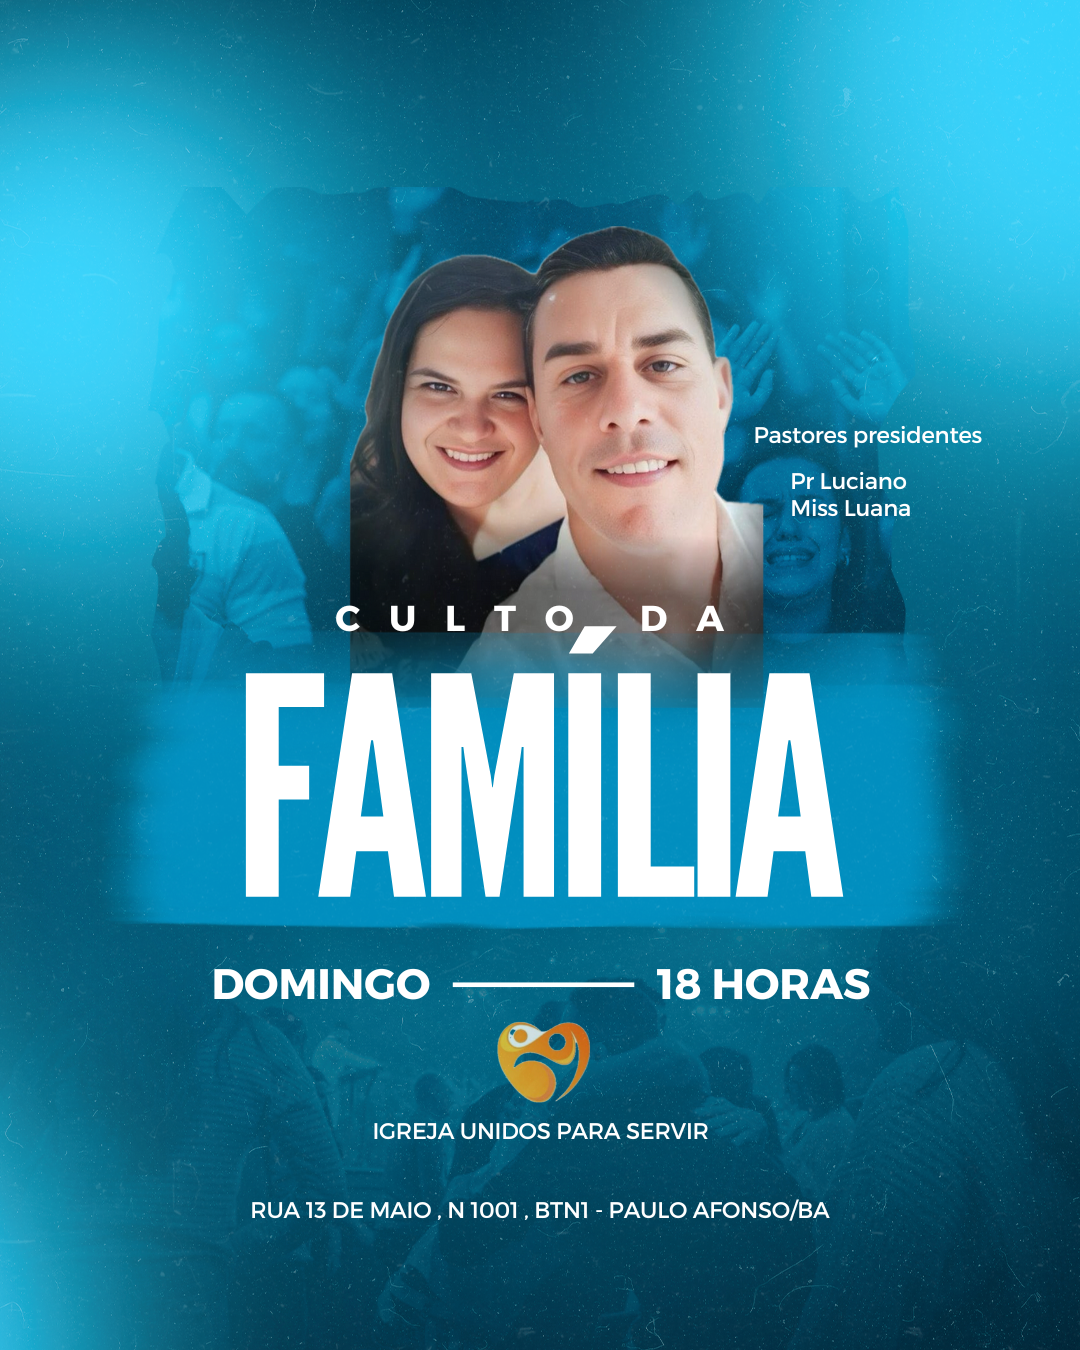 Pastores presidentes
Pr Luciano
Miss Luana
CULTO DA
FAMÍLIA
DOMINGO 18 HORAS
IGREJA UNIDOS PARA SERVIR
RUA 13 DE MAIO , N 1001 , BTN1 - PAULO AFONSO/BA